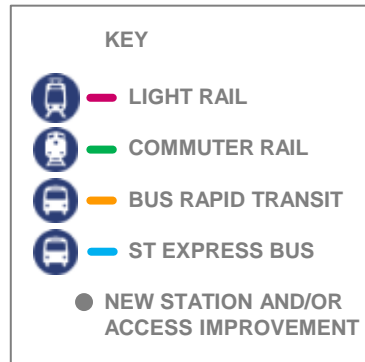 KEY
LIGHT RAIL
COMMUTER RAIL
BUS RAPID TRANSIT
ST EXPRESS BUS
NEW STATION AND/OR
ACCESS IMPROVEMENT